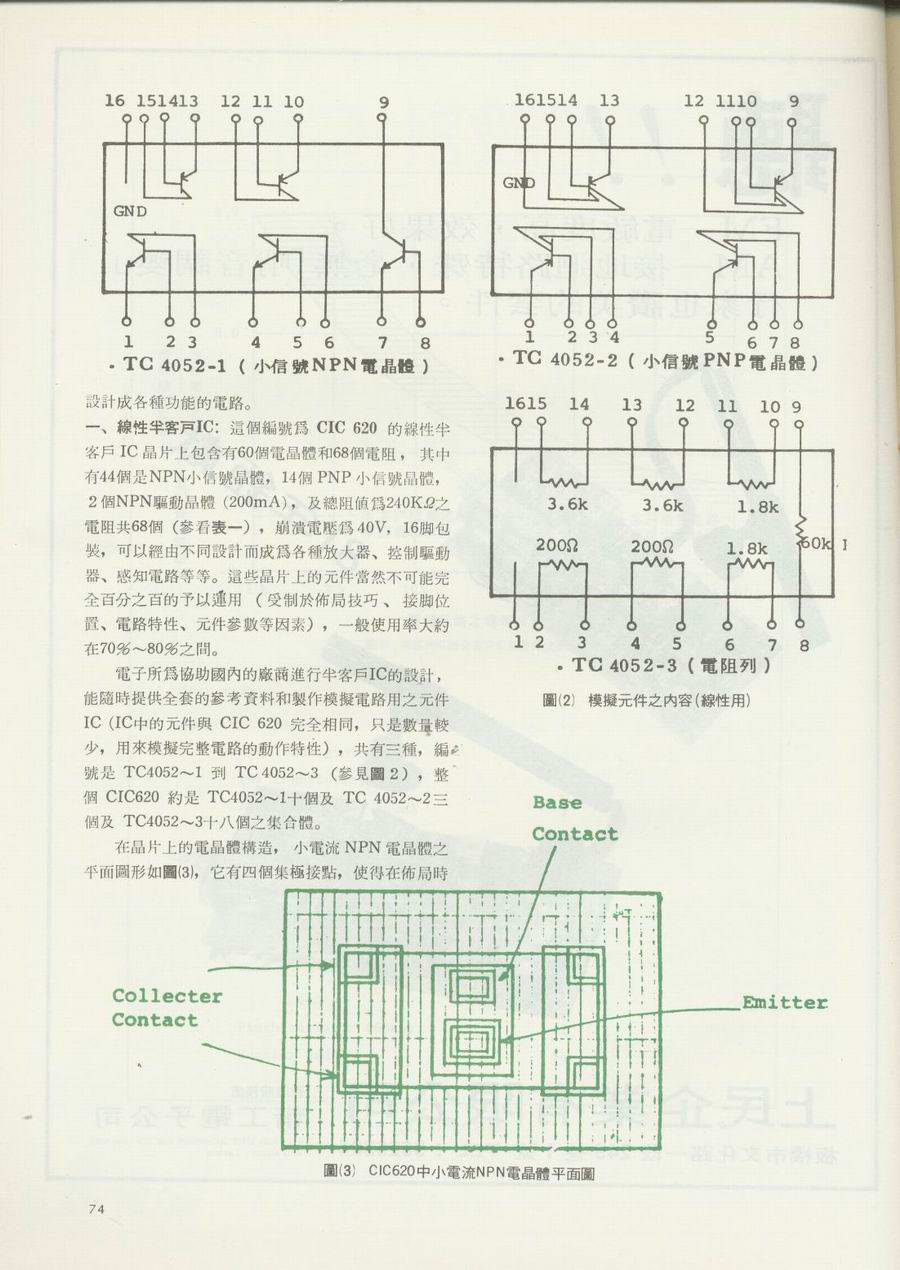 16 15 14 13 12 11 10 9
GND
1 2 3 4 5 6 7 8
・TC 4052-1 (小信號NPN電晶體)
16 15 14 13 12 11 10 9
GND
1 2 3 4 5 6 7 8
・TC 4052-2 (小信號PNP電晶體)
設計成各種功能的電路。
一、線性半客戸IC：這個編號爲 CIC 620 的線性半
客戶 IC 晶片上包含有60個電晶體和68個電阻，其中
有44個是NPN小信號晶體，14個 PNP 小信號晶體，
2個NPN驅動晶體 (200mA)，及總阻値爲240KΩ之
電阻共68個（參看表一），崩潰電壓爲40V，16脚包
裝，可以經由不同設計而成爲各種放大器、控制驅動
器、感知電路等等。這些晶片上的元件當然不可能完
全百分之百的予以運用（受制於佈局技巧、接脚位
置、電路特性、元件參數等因素），一般使用率大約
在70%～80%之間。
電子所爲協助國內的廠商進行半客戶IC的設計，
能隨時提供全套的參考資料和製作模擬電路用之元件
IC (IC中的元件與 CIC 620 完全相同，只是數量較
少，用來模擬完整電路的動作特性），共有三種，編
號是 TC4052～1 到 TC 4052～3（參見圖2），整
個 CIC620 約是 TC4052～1十個及 TC 4052～2三
個及 TC4052～3十八個之集合體。
在晶片上的電晶體構造，小電流 NPN 電晶體之
平面圖形如圖(3)，它有四個集極接點，使得在佈局時
16 15 14 13 12 11 10 9
3.6k 3.6k 1.8k
200Ω 200Ω 1.8k 60k
1 2 3 4 5 6 7 8
・TC 4052-3 (電阻列)
圖(2) 模擬元件之內容(線性用)
Base
Contact
Collecter
Contact
Emitter
圖(3) CIC620中小電流NPN電晶體平面圖
74